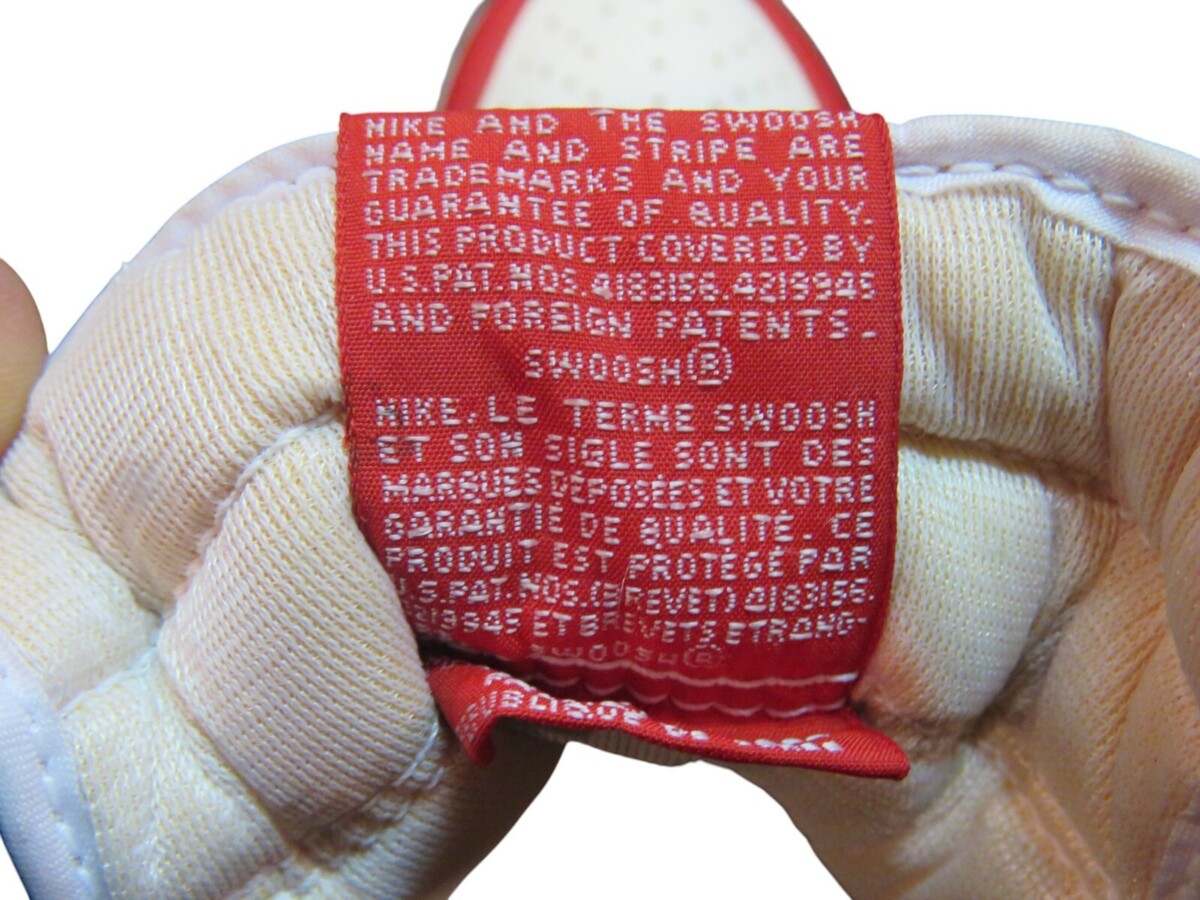 NIKE AND THE SWOOSH
NAME AND STRIPE ARE
TRADEMARKS AND YOUR
GUARANTEE OF QUALITY.
THIS PRODUCT COVERED BY
U.S.PAT.NOS.4183156.4219945
AND FOREIGN PATENTS.
SWOOSH®
NIKE, LE TERME SWOOSH
ET SON SIGLE SONT DES
MARQUES DÉPOSÉES ET VOTRE
GARANTIE DE QUALITÉ. CE
PRODUIT EST PROTÉGÉ PAR
U.S.PAT.NOS.(BREVET) 4183156.
4219945 ET BREVETS ETRANG-
SWOOSH®